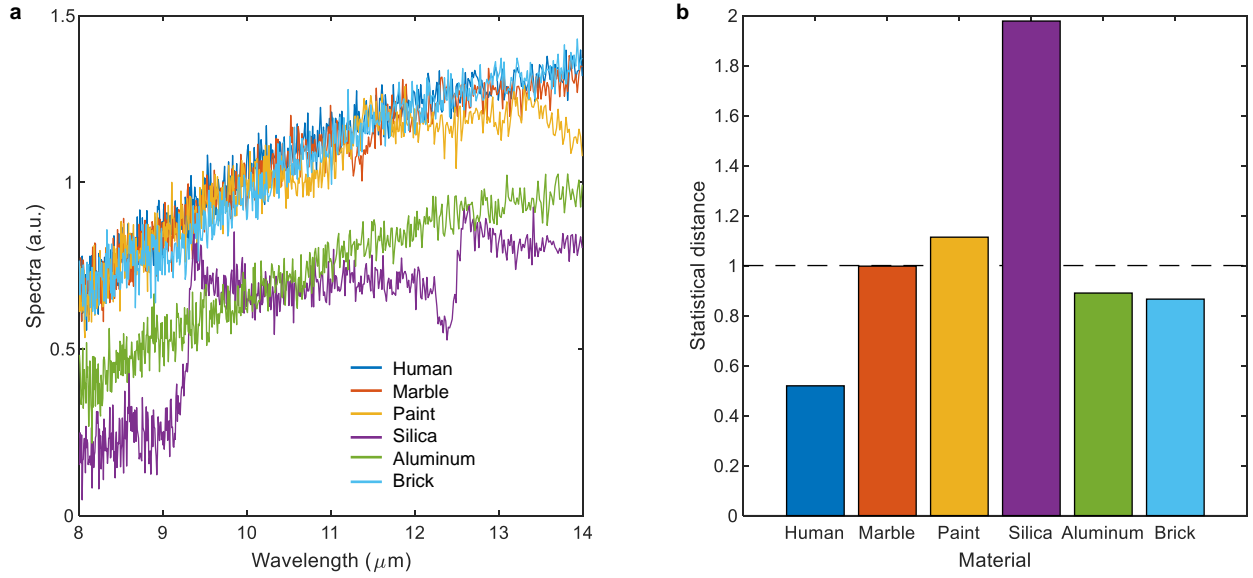 a
Spectra (a.u.)
1.5
1
0.5
0
8
9
10
11
12
13
14
Wavelength (μm)
Human
Marble
Paint
Silica
Aluminum
Brick
b
Statistical distance
2
1.8
1.6
1.4
1.2
1
0.8
0.6
0.4
0.2
0
Human
Marble
Paint
Silica
Aluminum
Brick
Material